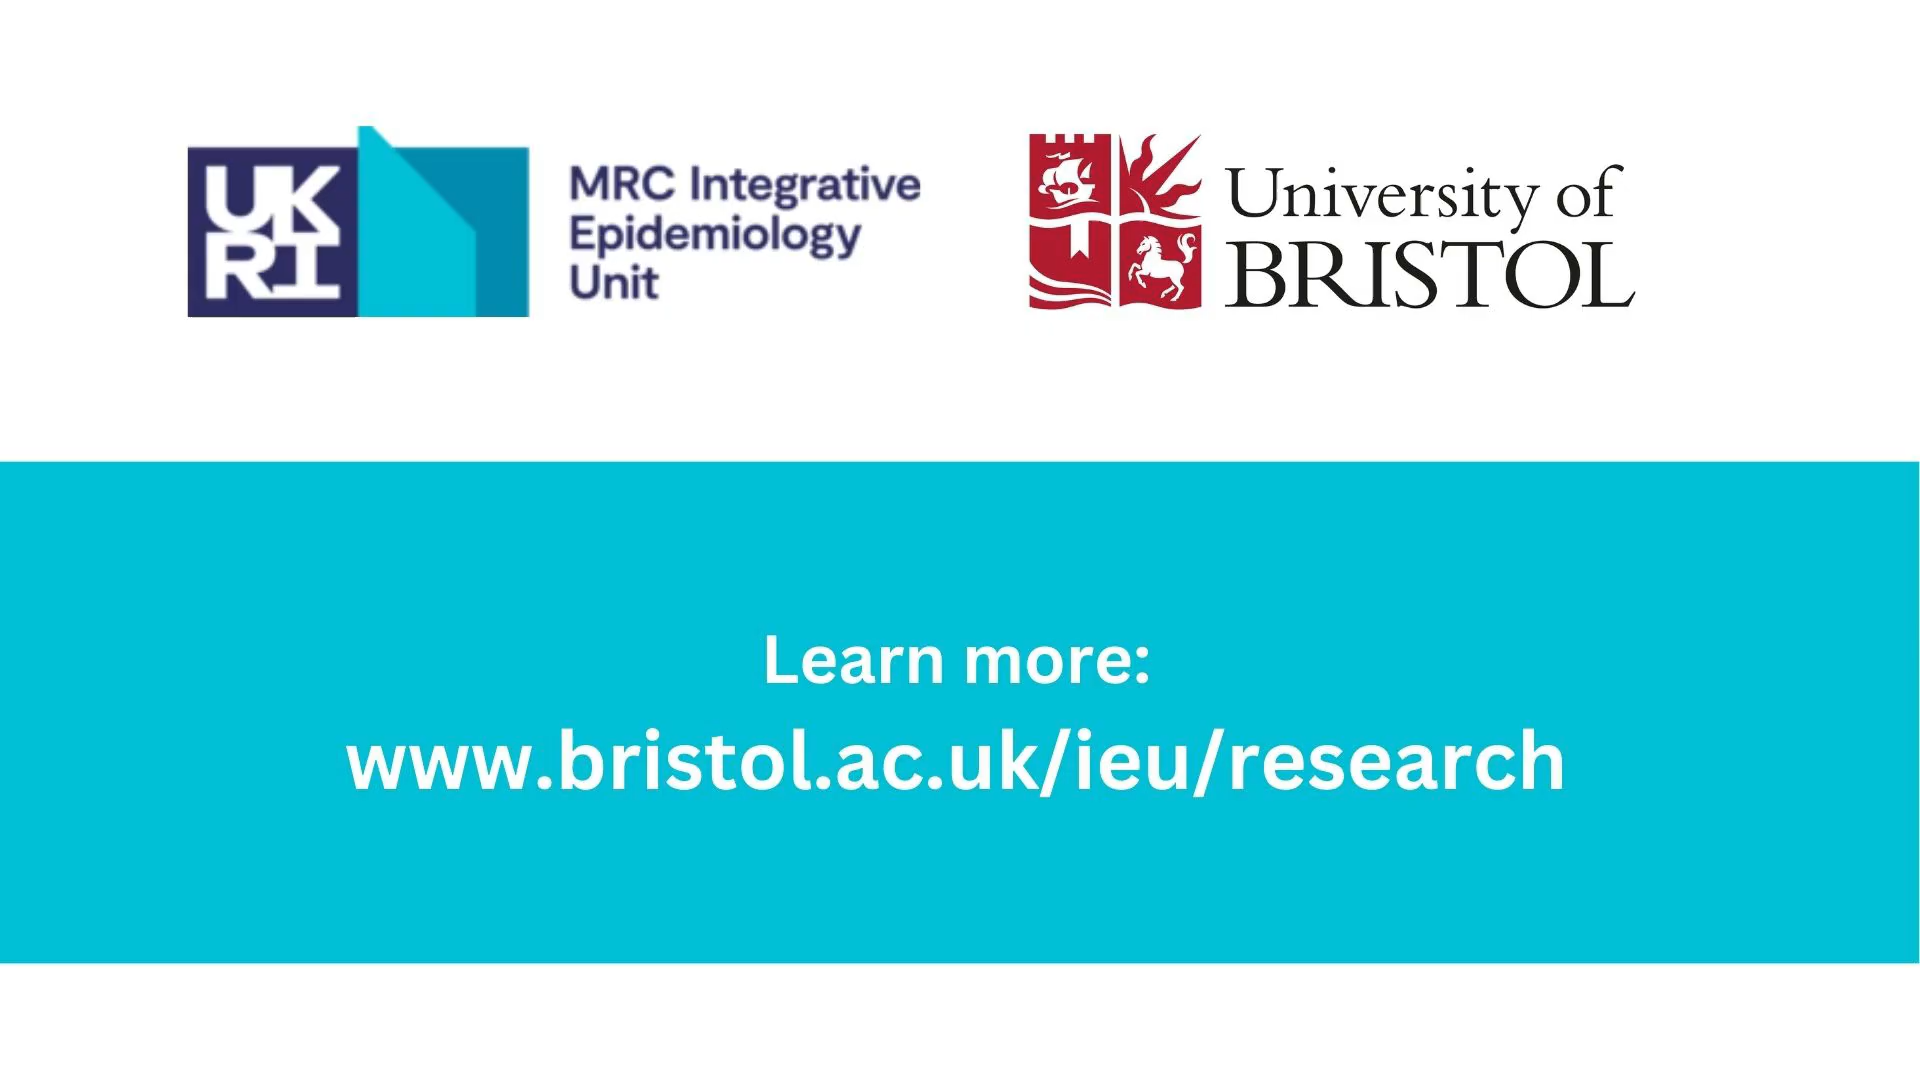 UK
RI
MRC Integrative
Epidemiology
Unit
University of
BRISTOL
Learn more:
www.bristol.ac.uk/ieu/research